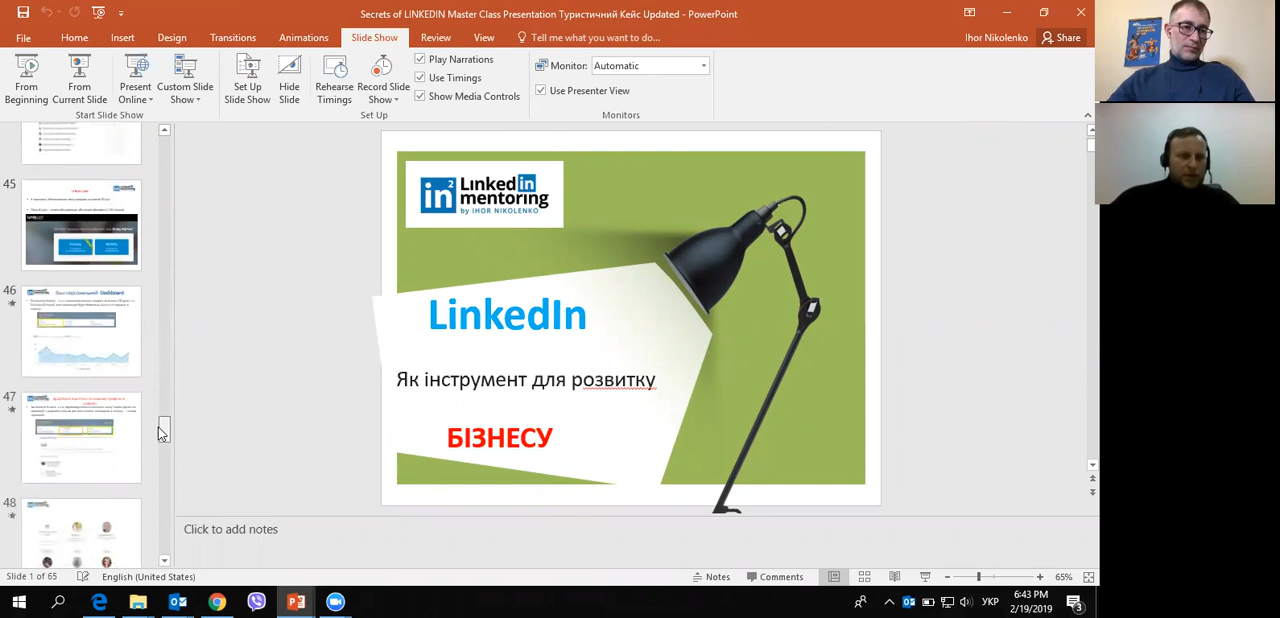 Secrets of LINKEDIN Master Class Presentation Туристичний Кейс Updated - PowerPoint
File Home Insert Design Transitions Animations Slide Show Review View Tell me what you want to do... Ihor Nikolenko Share
From Beginning
From Current Slide
Present Online
Custom Slide Show
Start Slide Show
Set Up Slide Show
Hide Slide
Rehearse Timings
Record Slide Show
Play Narrations
Use Timings
Show Media Controls
Set Up
Monitor: Automatic
Use Presenter View
Monitors
45
46
Dashboard
47
48
in2 Linked in
mentoring
by IHOR NIKOLENKO
LinkedIn
Як інструмент для розвитку
БІЗНЕСУ
Click to add notes
Slide 1 of 65 English (United States) Notes Comments 65%
УКР
6:43 PM
2/19/2019
3